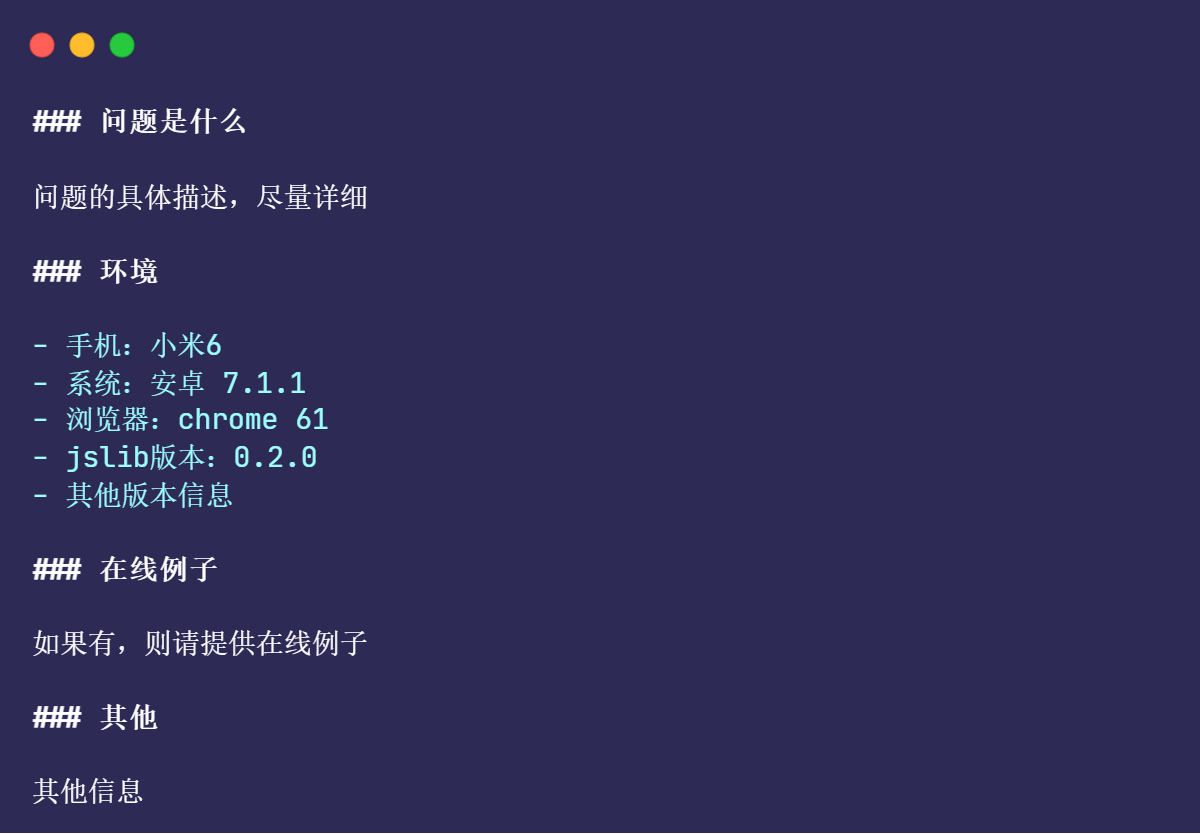 ### 问题是什么
问题的具体描述，尽量详细
### 环境
- 手机：小米6
- 系统：安卓 7.1.1
- 浏览器：chrome 61
- jslib版本：0.2.0
- 其他版本信息
### 在线例子
如果有，则请提供在线例子
### 其他
其他信息